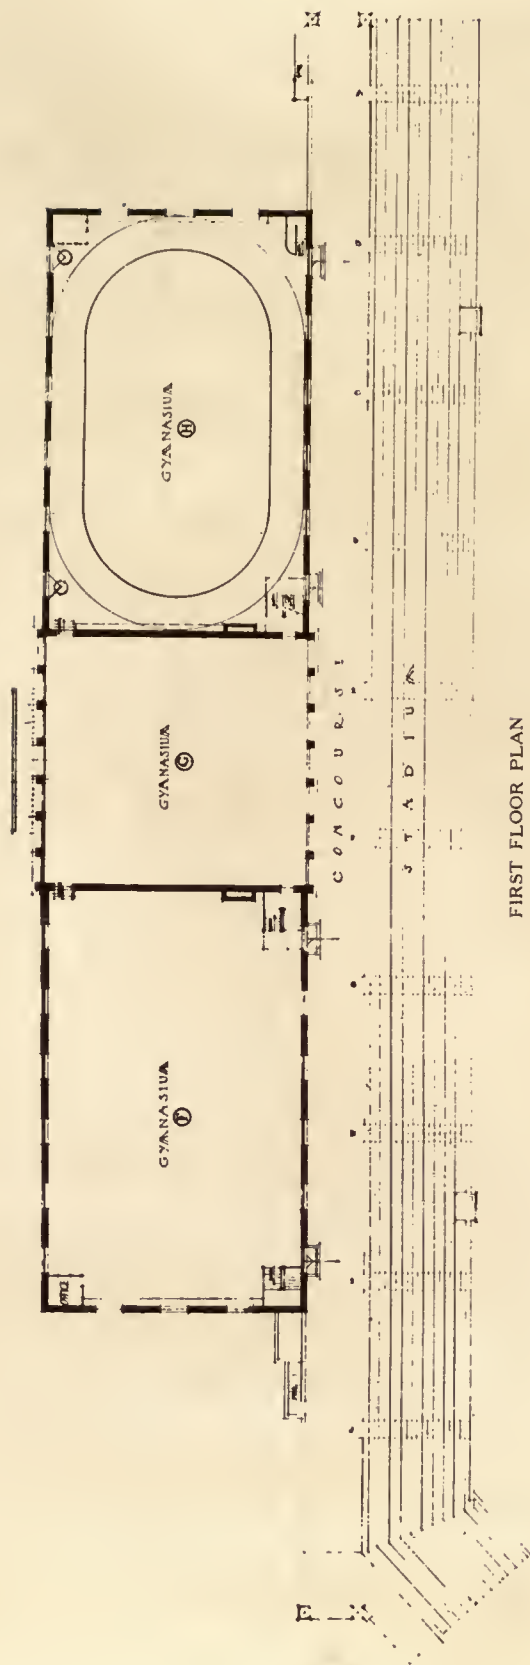 GYMNASIUM
F
GYMNASIUM
G
GYMNASIUM
H
CONCOURSE
STADIUM
FIRST FLOOR PLAN